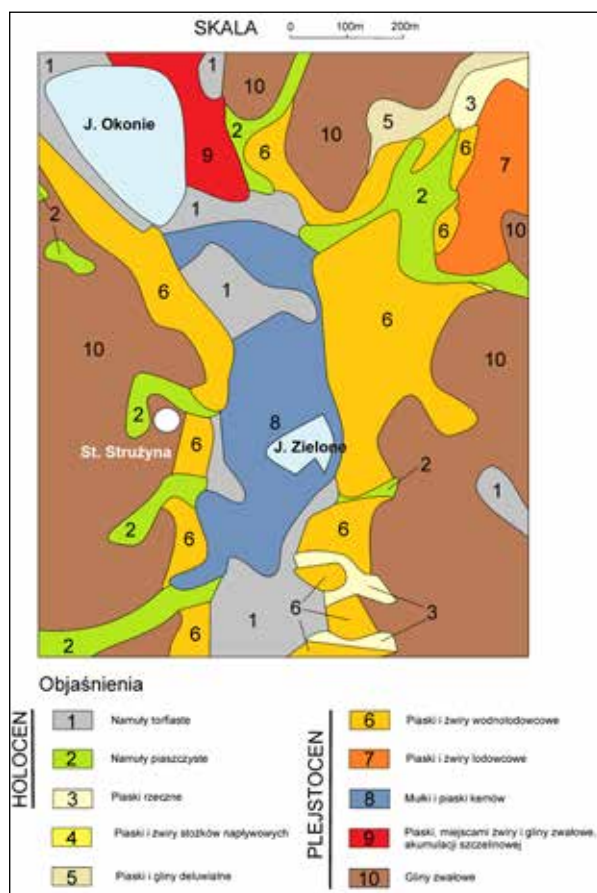 SKALA 0 100m 200m
1
1
10
10
J. Okonie
2
5
3
6
6
9
7
2
1
2
6
10
1
6
6
10
10
2
8
J. Zielone
St. Strużyna
6
2
1
2
6
6
1
6
3
2
6
Objaśnienia
HOLOCEN
1 Namuły torfiaste
2 Namuły piaszczyste
3 Piaski rzeczne
4 Piaski i żwiry stożków napływowych
5 Piaski i gliny deluwialne
PLEJSTOCEN
6 Piaski i żwiry wodnolodowcowe
7 Piaski i żwiry lodowcowe
8 Mułki i piaski kemów
9 Piaski, miejscami żwiry i gliny zwałowe,
akumulacji szczelinowej
10 Gliny zwałowe